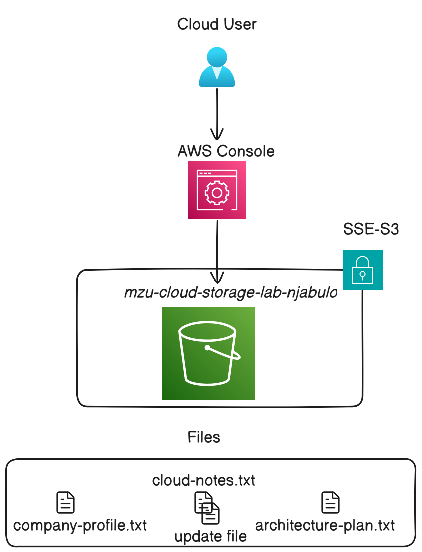 Cloud User
AWS Console
SSE-S3
mzu-cloud-storage-lab-njabulo
Files
cloud-notes.txt
company-profile.txt
update file
architecture-plan.txt